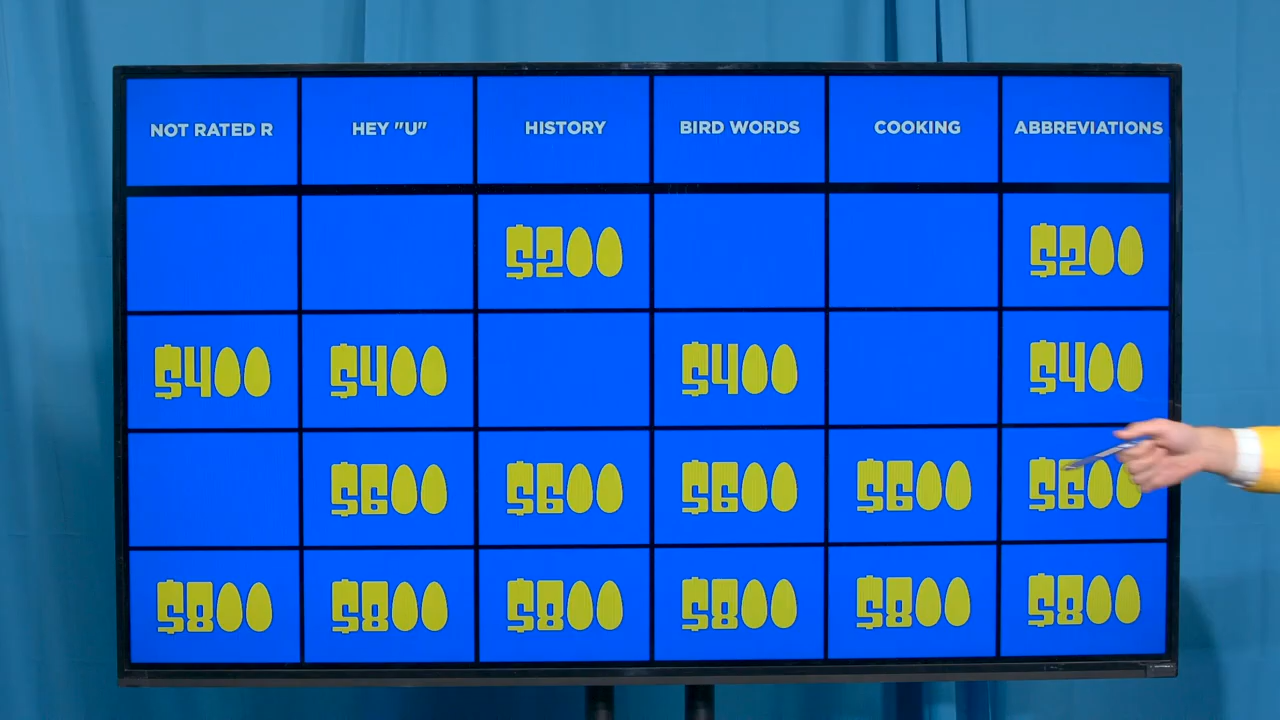 NOT RATED R HEY "U" HISTORY BIRD WORDS COOKING ABBREVIATIONS
$200 $200
$400 $400 $400 $400
$600 $600 $600 $600 $600
$800 $800 $800 $800 $800 $800